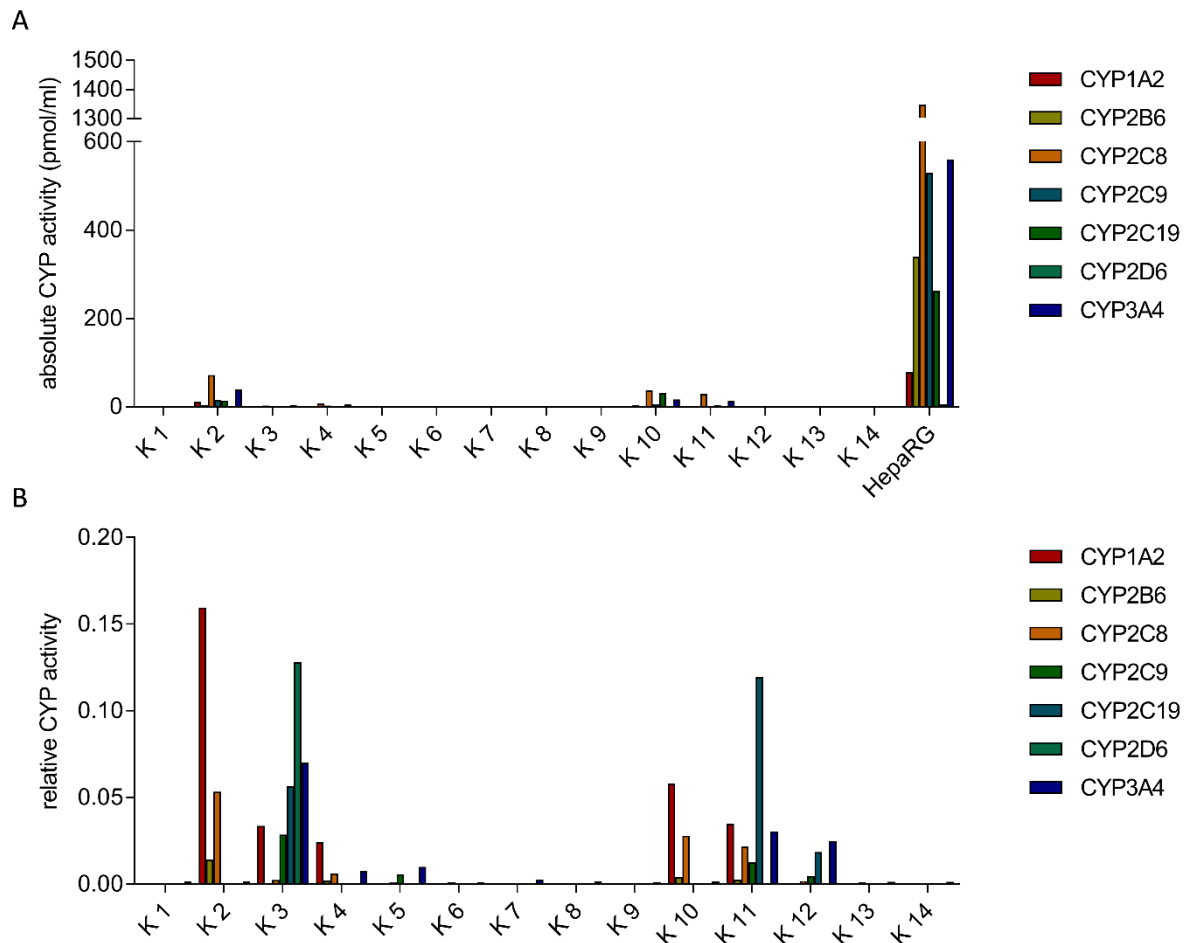 A
absolute CYP activity (pmol/ml)
1500
1400
1300
600
400
200
0
K 1
K 2
K 3
K 4
K 5
K 6
K 7
K 8
K 9
K 10
K 11
K 12
K 13
K 14
HepaRG
CYP1A2
CYP2B6
CYP2C8
CYP2C9
CYP2C19
CYP2D6
CYP3A4
B
relative CYP activity
0.20
0.15
0.10
0.05
0.00
K 1
K 2
K 3
K 4
K 5
K 6
K 7
K 8
K 9
K 10
K 11
K 12
K 13
K 14
CYP1A2
CYP2B6
CYP2C8
CYP2C9
CYP2C19
CYP2D6
CYP3A4